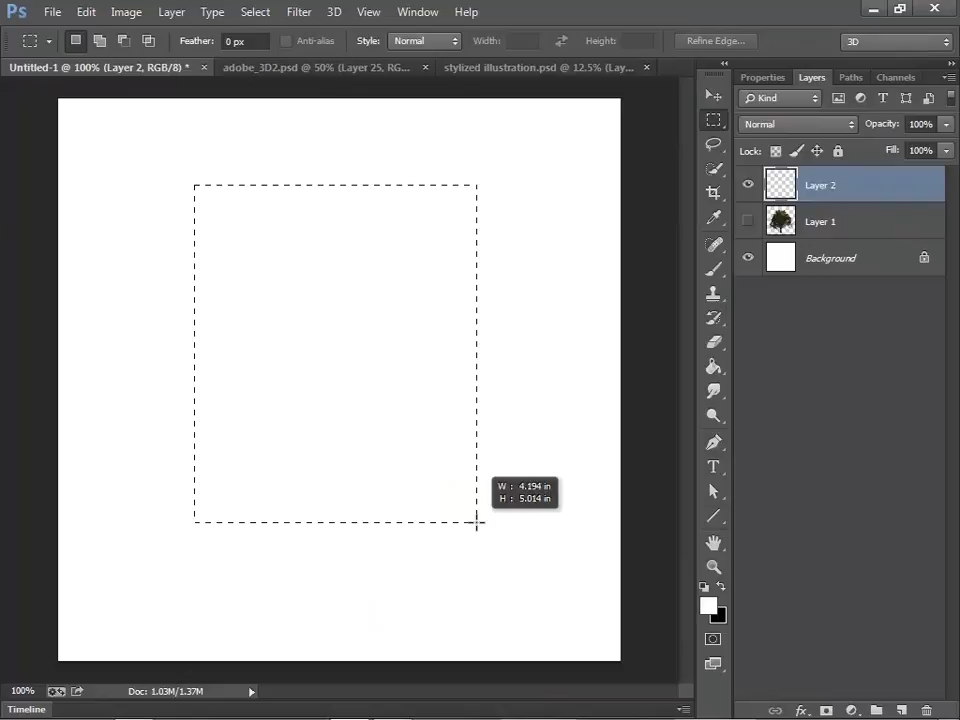 Ps File Edit Image Layer Type Select Filter 3D View Window Help
Feather: 0 px Anti-alias Style: Normal Width: Height: Refine Edge... 3D
Untitled-1 @ 100% (Layer 2, RGB/8) * × adobe_3D2.psd @ 50% (Layer 25, RG... × stylized illustration.psd @ 12,5% (Lay... ×
Properties Layers Paths Channels
Kind
Normal Opacity: 100%
Lock: Fill: 100%
Layer 2
Layer 1
Background
W : 4.194 in
H : 5.014 in
100% Doc: 1.03M/1.37M
Timeline